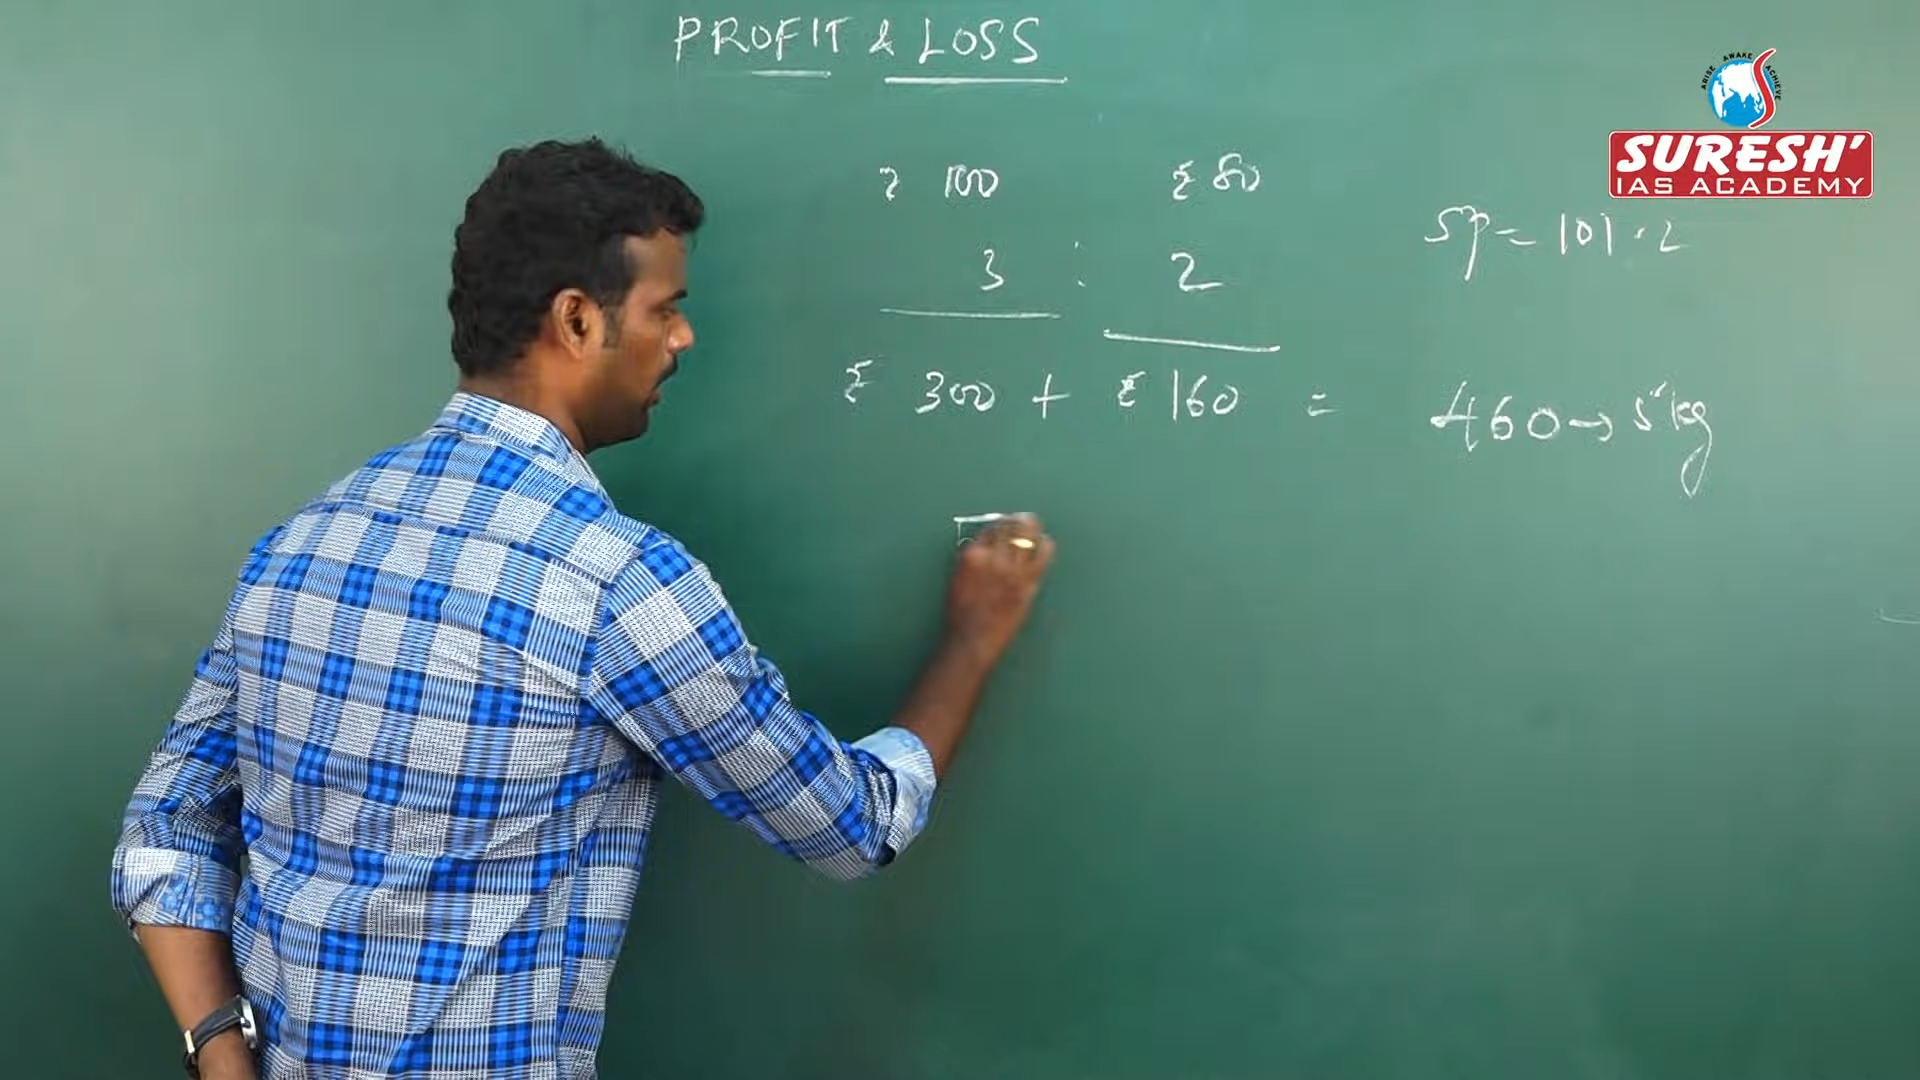 PROFIT & LOSS
₹ 100 ₹ 80
3 : 2
SP = 101.2
₹ 300 + ₹ 160 = 460 → 5 kg
ARISE AWAKE ACHIEVE
SURESH'
IAS ACADEMY